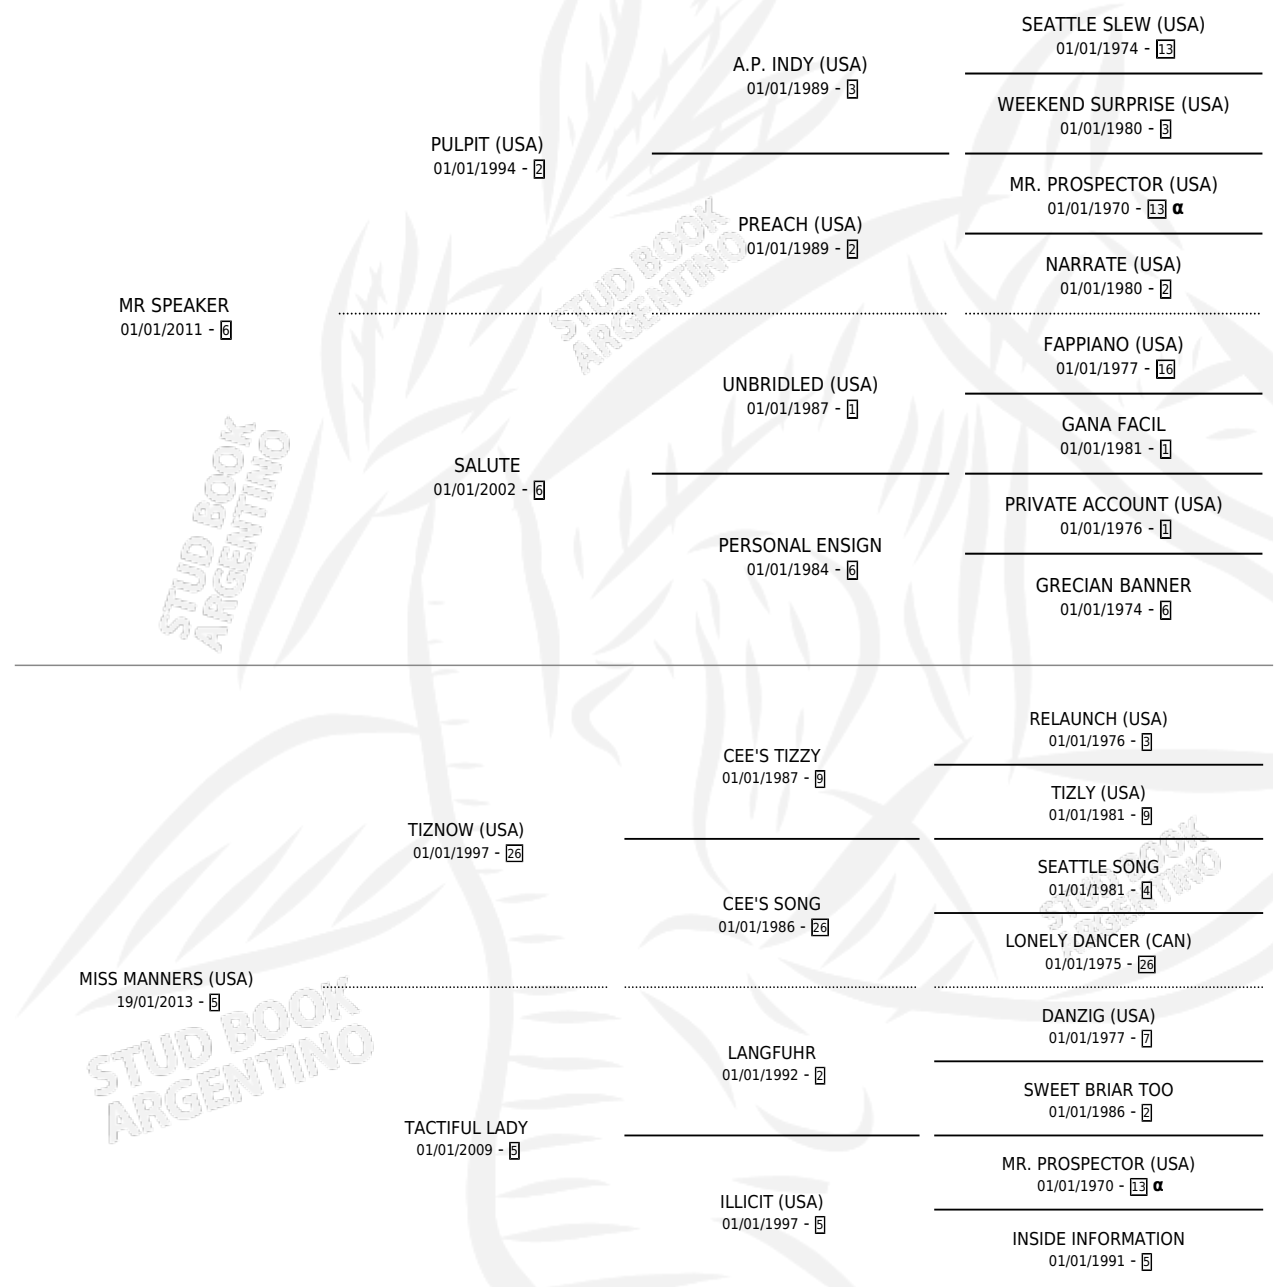 SEATTLE SLEW (USA)
01/01/1974 - 13
A.P. INDY (USA)
01/01/1989 - 3
WEEKEND SURPRISE (USA)
01/01/1980 - 3
PULPIT (USA)
01/01/1994 - 2
MR. PROSPECTOR (USA)
01/01/1970 - 13 α
PREACH (USA)
01/01/1989 - 2
NARRATE (USA)
01/01/1980 - 2
MR SPEAKER
01/01/2011 - 6
STUD BOOK
ARGENTINO
FAPPIANO (USA)
01/01/1977 - 16
UNBRIDLED (USA)
01/01/1987 - 1
GANA FACIL
01/01/1981 - 1
SALUTE
01/01/2002 - 6
PRIVATE ACCOUNT (USA)
01/01/1976 - 1
PERSONAL ENSIGN
01/01/1984 - 6
GRECIAN BANNER
01/01/1974 - 6
STUD BOOK
ARGENTINO
RELAUNCH (USA)
01/01/1976 - 3
CEE'S TIZZY
01/01/1987 - 9
TIZLY (USA)
01/01/1981 - 9
TIZNOW (USA)
01/01/1997 - 26
SEATTLE SONG
01/01/1981 - 4
CEE'S SONG
01/01/1986 - 26
LONELY DANCER (CAN)
01/01/1975 - 26
STUD BOOK
ARGENTINO
MISS MANNERS (USA)
19/01/2013 - 5
DANZIG (USA)
01/01/1977 - 7
LANGFUHR
01/01/1992 - 2
SWEET BRIAR TOO
01/01/1986 - 2
STUD BOOK
ARGENTINO
TACTIFUL LADY
01/01/2009 - 5
MR. PROSPECTOR (USA)
01/01/1970 - 13 α
ILLICIT (USA)
01/01/1997 - 5
INSIDE INFORMATION
01/01/1991 - 5